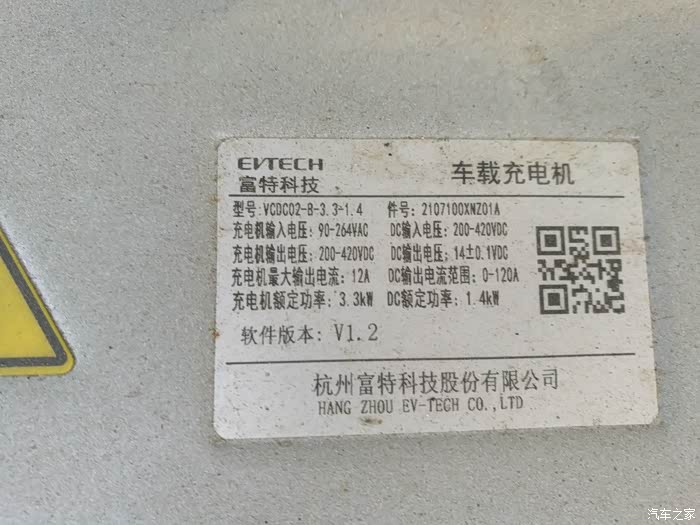 EVTECH
富特科技
车载充电机
型号:VCDC02-B-3.3-1.4 件号: 2107100XNZ01A
充电机输入电压: 90-264VAC DC输入电压: 200-420VDC
充电机输出电压: 200-420VDC DC输出电压: 14±0.1VDC
充电机最大输出电流: 12A DC输出电流范围: 0-120A
充电机额定功率: 3.3kW DC额定功率: 1.4kW
软件版本: V1.2
杭州富特科技股份有限公司
HANG ZHOU EV-TECH CO.,LTD
汽车之家